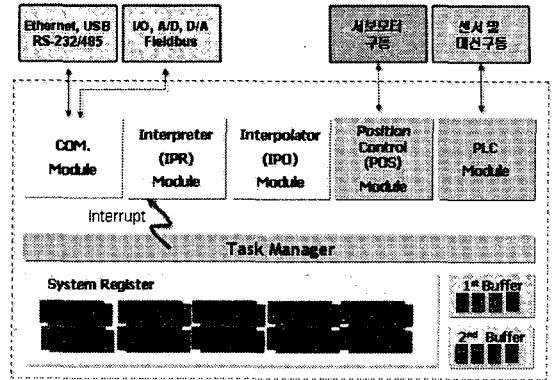 Ethernet, USB
RS-232/485
I/O, A/D, D/A
Fieldbus
서보모터
구동
센서 및
머신구동
COM.
Module
Interpreter
(IPR)
Module
Interpolator
(IPO)
Module
Position
Control
(POS)
Module
PLC
Module
Interrupt
Task Manager
System Register
1st Buffer
2nd Buffer